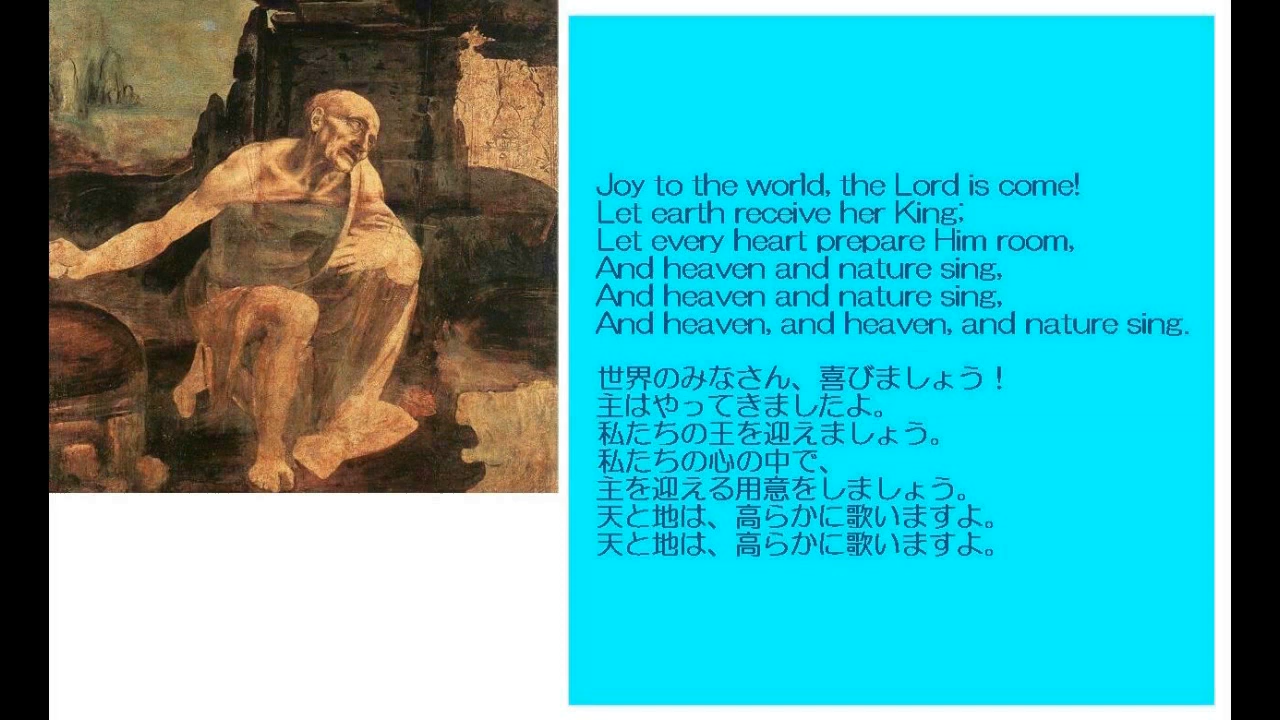 Joy to the world, the Lord is come!
Let earth receive her King;
Let every heart prepare Him room,
And heaven and nature sing,
And heaven and nature sing,
And heaven, and heaven, and nature sing.
世界のみなさん、喜びましょう！
主はやってきましたよ。
私たちの王を迎えましょう。
私たちの心の中で、
主を迎える用意をしましょう。
天と地は、高らかに歌いますよ。
天と地は、高らかに歌いますよ。